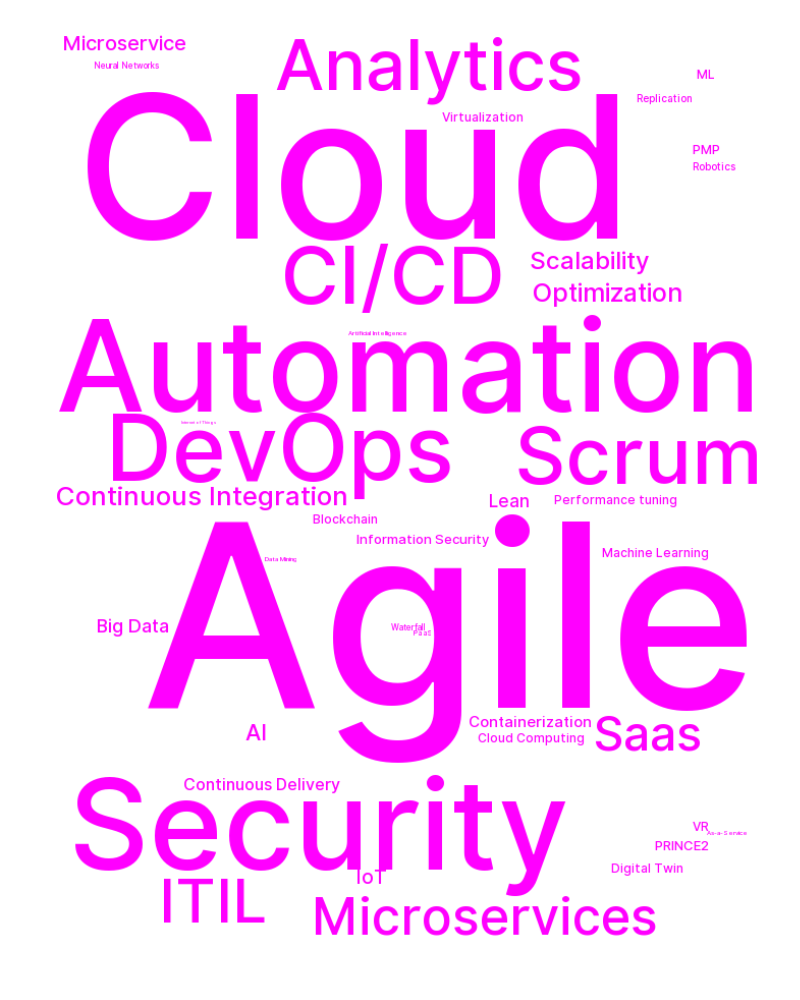 Microservice
Analytics
Neural Networks
ML
Replication
Cloud
Virtualization
PMP
Robotics
CI/CD
Scalability
Optimization
Artificial Intelligence
Automation
DevOps
Internet of Things
Scrum
Continuous Integration
Lean
Performance tuning
Blockchain
Information Security
Machine Learning
Data Mining
Agile
Big Data
Waterfall
PaaS
AI
Containerization
Saas
Cloud Computing
Continuous Delivery
Security
VR
As-a-Service
PRINCE2
Digital Twin
IoT
ITIL
Microservices